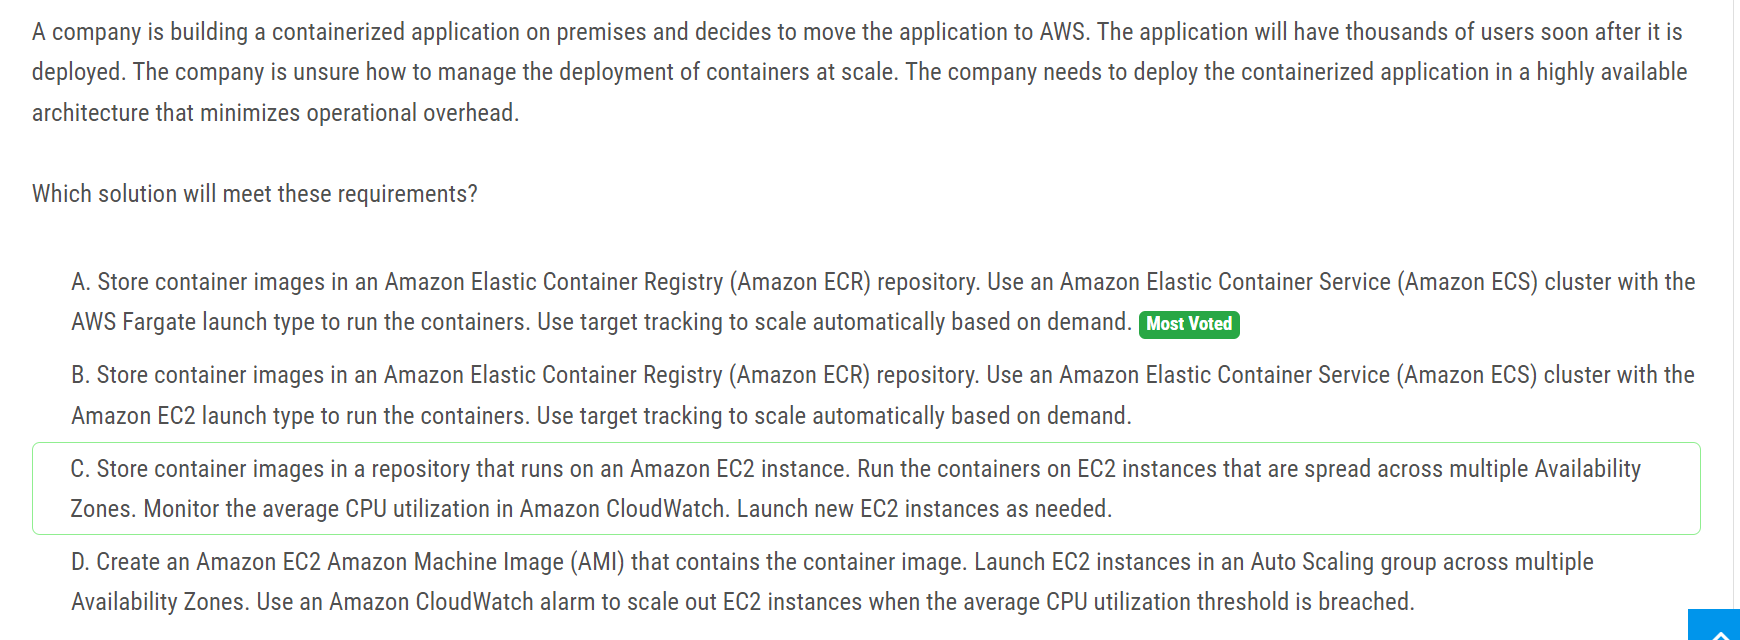 A company is building a containerized application on premises and decides to move the application to AWS. The application will have thousands of users soon after it is
deployed. The company is unsure how to manage the deployment of containers at scale. The company needs to deploy the containerized application in a highly available
architecture that minimizes operational overhead.
Which solution will meet these requirements?
A. Store container images in an Amazon Elastic Container Registry (Amazon ECR) repository. Use an Amazon Elastic Container Service (Amazon ECS) cluster with the
AWS Fargate launch type to run the containers. Use target tracking to scale automatically based on demand. Most Voted
B. Store container images in an Amazon Elastic Container Registry (Amazon ECR) repository. Use an Amazon Elastic Container Service (Amazon ECS) cluster with the
Amazon EC2 launch type to run the containers. Use target tracking to scale automatically based on demand.
C. Store container images in a repository that runs on an Amazon EC2 instance. Run the containers on EC2 instances that are spread across multiple Availability
Zones. Monitor the average CPU utilization in Amazon CloudWatch. Launch new EC2 instances as needed.
D. Create an Amazon EC2 Amazon Machine Image (AMI) that contains the container image. Launch EC2 instances in an Auto Scaling group across multiple
Availability Zones. Use an Amazon CloudWatch alarm to scale out EC2 instances when the average CPU utilization threshold is breached.